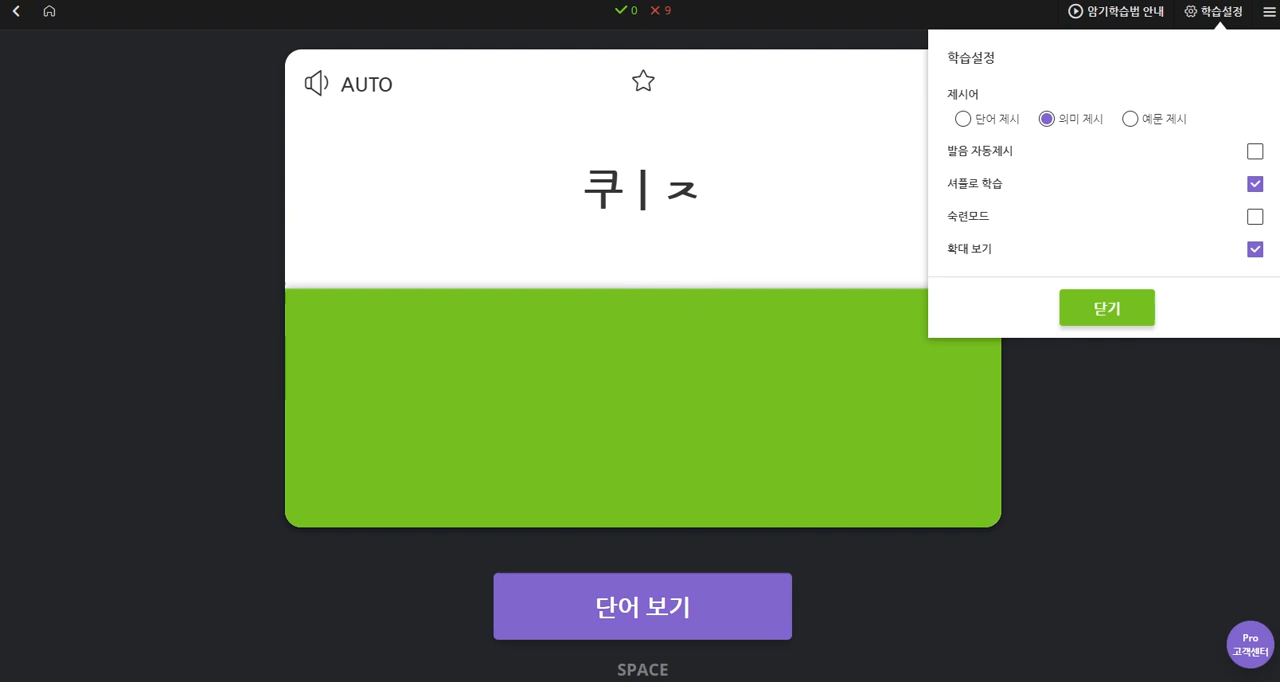 0 9 암기학습법 안내 학습설정
AUTO
쿠ㅣㅈ
학습설정
제시어
단어 제시 의미 제시 예문 제시
발음 자동제시
셔플로 학습
숙련모드
확대 보기
닫기
단어 보기
SPACE
Pro
고객센터